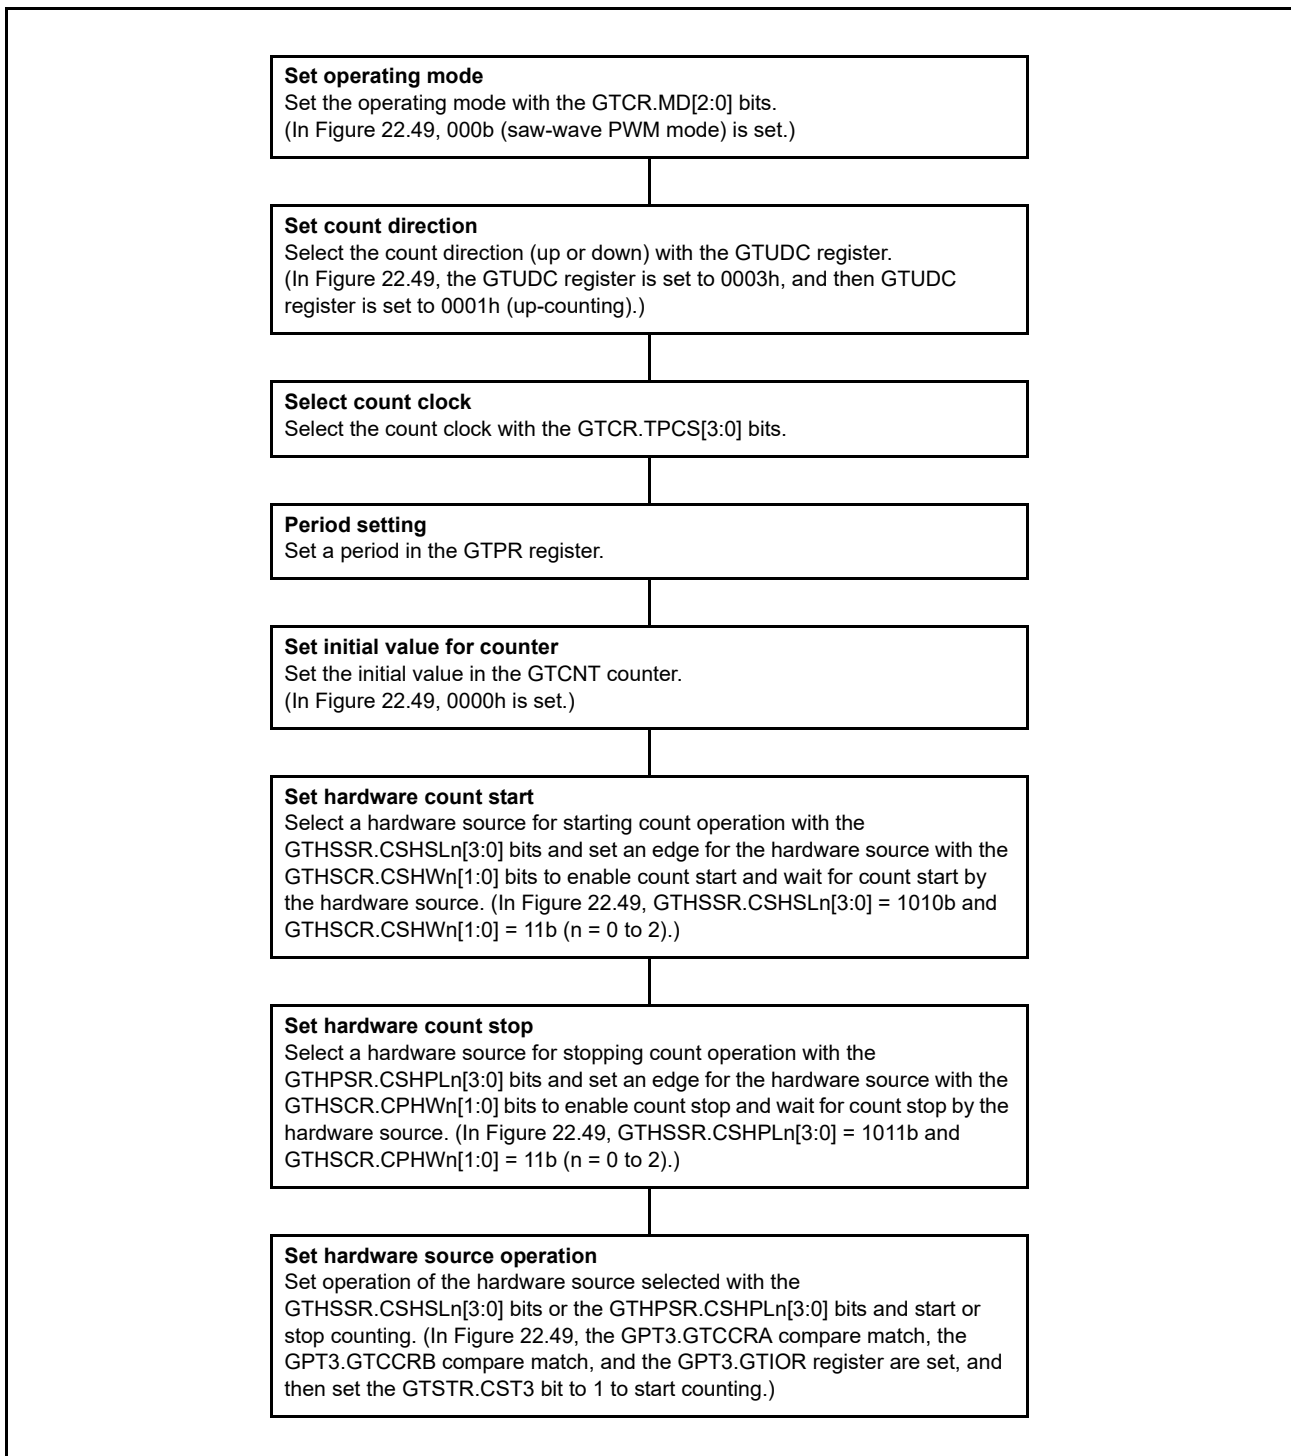 Set operating mode
Set the operating mode with the GTCR.MD[2:0] bits.
(In Figure 22.49, 000b (saw-wave PWM mode) is set.)
Set count direction
Select the count direction (up or down) with the GTUDC register.
(In Figure 22.49, the GTUDC register is set to 0003h, and then GTUDC
register is set to 0001h (up-counting).)
Select count clock
Select the count clock with the GTCR.TPCS[3:0] bits.
Period setting
Set a period in the GTPR register.
Set initial value for counter
Set the initial value in the GTCNT counter.
(In Figure 22.49, 0000h is set.)
Set hardware count start
Select a hardware source for starting count operation with the
GTHSSR.CSHSLn[3:0] bits and set an edge for the hardware source with the
GTHSCR.CSHWn[1:0] bits to enable count start and wait for count start by
the hardware source. (In Figure 22.49, GTHSSR.CSHSLn[3:0] = 1010b and
GTHSCR.CSHWn[1:0] = 11b (n = 0 to 2).)
Set hardware count stop
Select a hardware source for stopping count operation with the
GTHPSR.CSHPLn[3:0] bits and set an edge for the hardware source with the
GTHSCR.CPHWn[1:0] bits to enable count stop and wait for count stop by the
hardware source. (In Figure 22.49, GTHSSR.CSHPLn[3:0] = 1011b and
GTHSCR.CPHWn[1:0] = 11b (n = 0 to 2).)
Set hardware source operation
Set operation of the hardware source selected with the
GTHSSR.CSHSLn[3:0] bits or the GTHPSR.CSHPLn[3:0] bits and start or
stop counting. (In Figure 22.49, the GPT3.GTCCRA compare match, the
GPT3.GTCCRB compare match, and the GPT3.GTIOR register are set, and
then set the GTSTR.CST3 bit to 1 to start counting.)